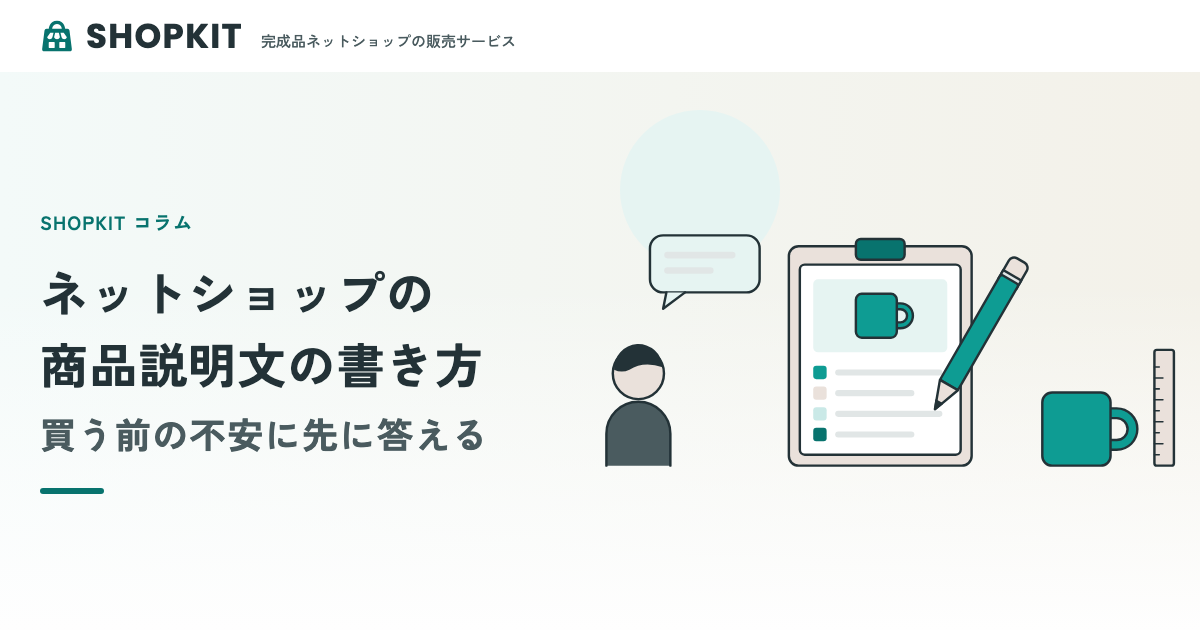 SHOPKIT 完成品ネットショップの販売サービス
SHOPKIT コラム
ネットショップの
商品説明文の書き方
買う前の不安に先に答える